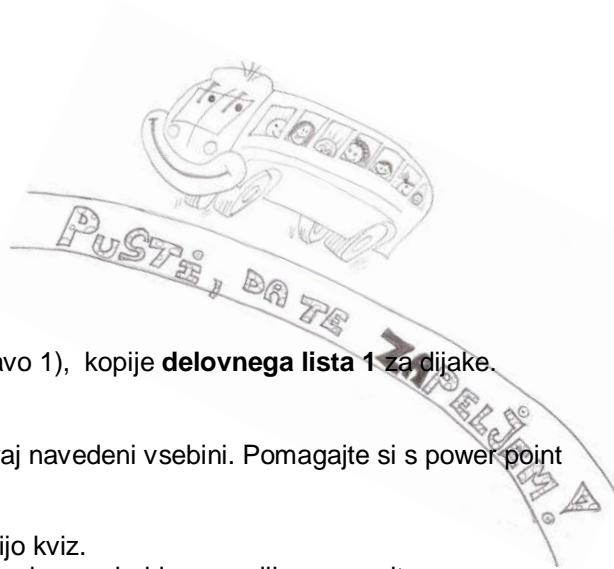 PUSTI, DA TE ZAPELJEM!
avo 1), kopije delovnega lista 1 za dijake.
aj navedeni vsebini. Pomagajte si s power point
ijo kviz.